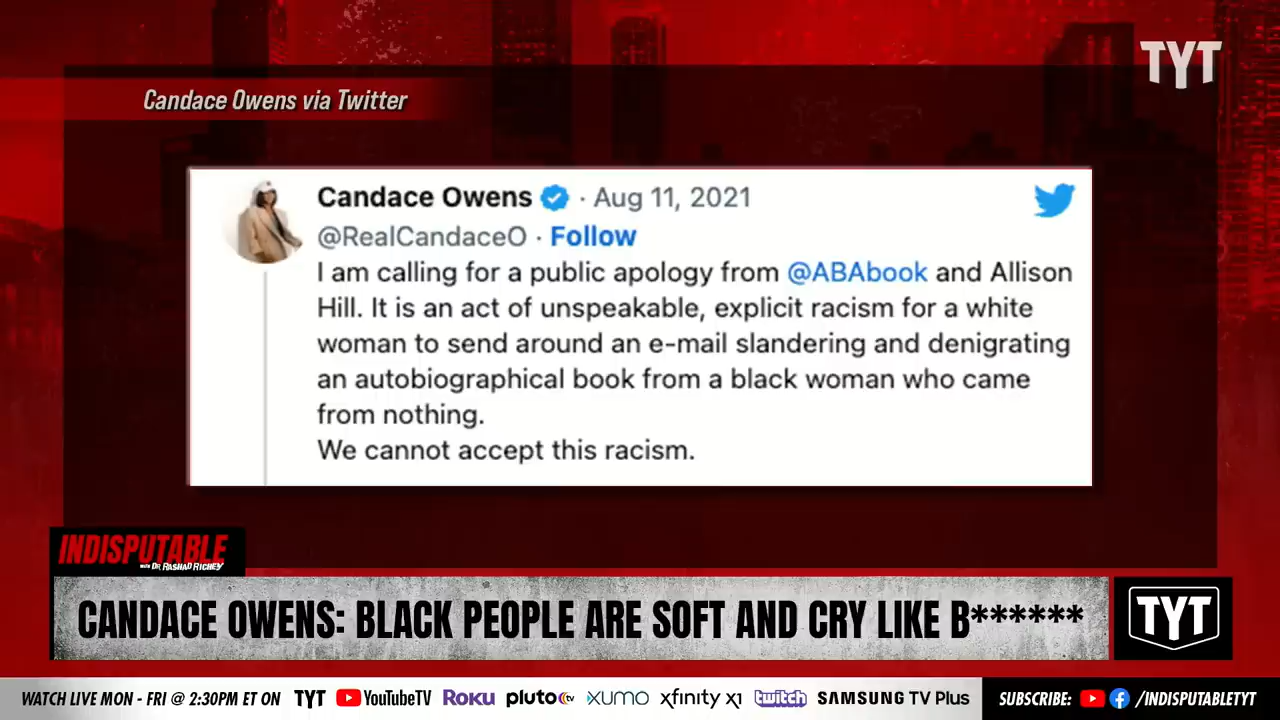 TYT
Candace Owens via Twitter
Candace Owens · Aug 11, 2021
@RealCandaceO · Follow
I am calling for a public apology from @ABAbook and Allison
Hill. It is an act of unspeakable, explicit racism for a white
woman to send around an e-mail slandering and denigrating
an autobiographical book from a black woman who came
from nothing.
We cannot accept this racism.
INDISPUTABLE
WITH DR. RASHAD RICHEY
CANDACE OWENS: BLACK PEOPLE ARE SOFT AND CRY LIKE B******
TYT
WATCH LIVE MON - FRI @ 2:30PM ET ON TYT YouTubeTV ROKU pluto tv xumo xfinity x1 twitch SAMSUNG TV Plus SUBSCRIBE: /INDISPUTABLETYT